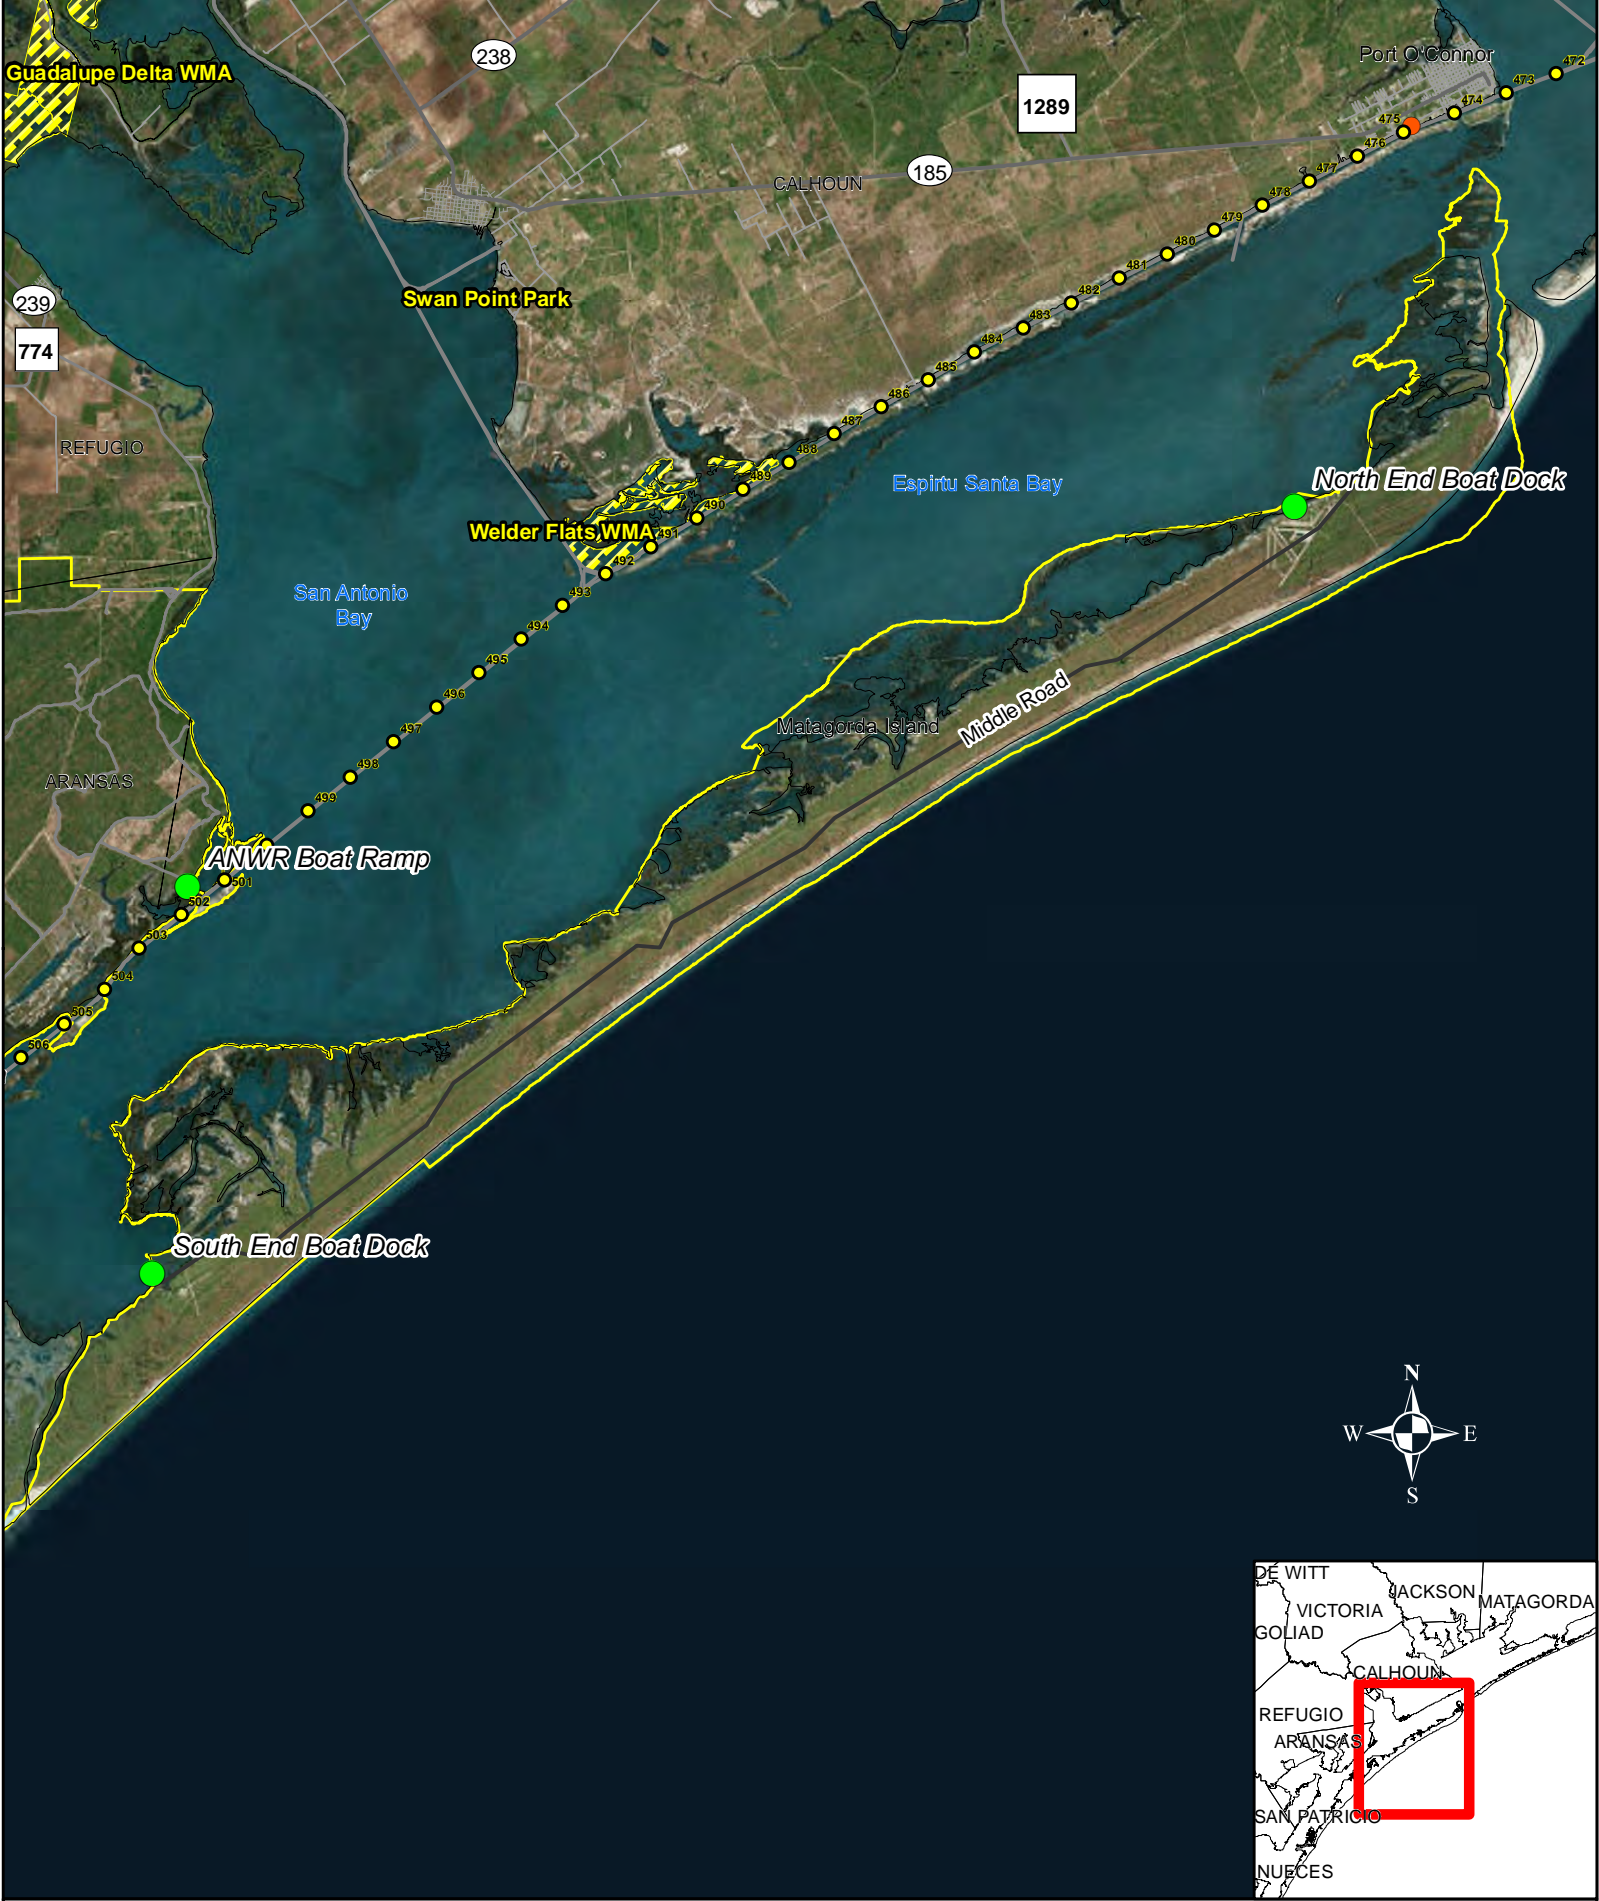 Port O'Connor
238
472
Guadalupe Delta WMA
473
1289
474
475
476
477
185
CALHOUN
478
479
480
481
239
Swan Point Park
482
483
774
484
485
486
487
REFUGIO
488
489
North End Boat Dock
Espirtu Santa Bay
490
Welder Flats WMA
491
492
San Antonio
Bay
493
494
495
496
Middle Road
Matagorda Island
497
498
ARANSAS
499
ANWR Boat Ramp
501
502
503
504
505
506
South End Boat Dock
N
W
E
S
DE WITT
JACKSON
MATAGORDA
VICTORIA
GOLIAD
CALHOUN
REFUGIO
ARANSAS
SAN PATRICIO
NUECES